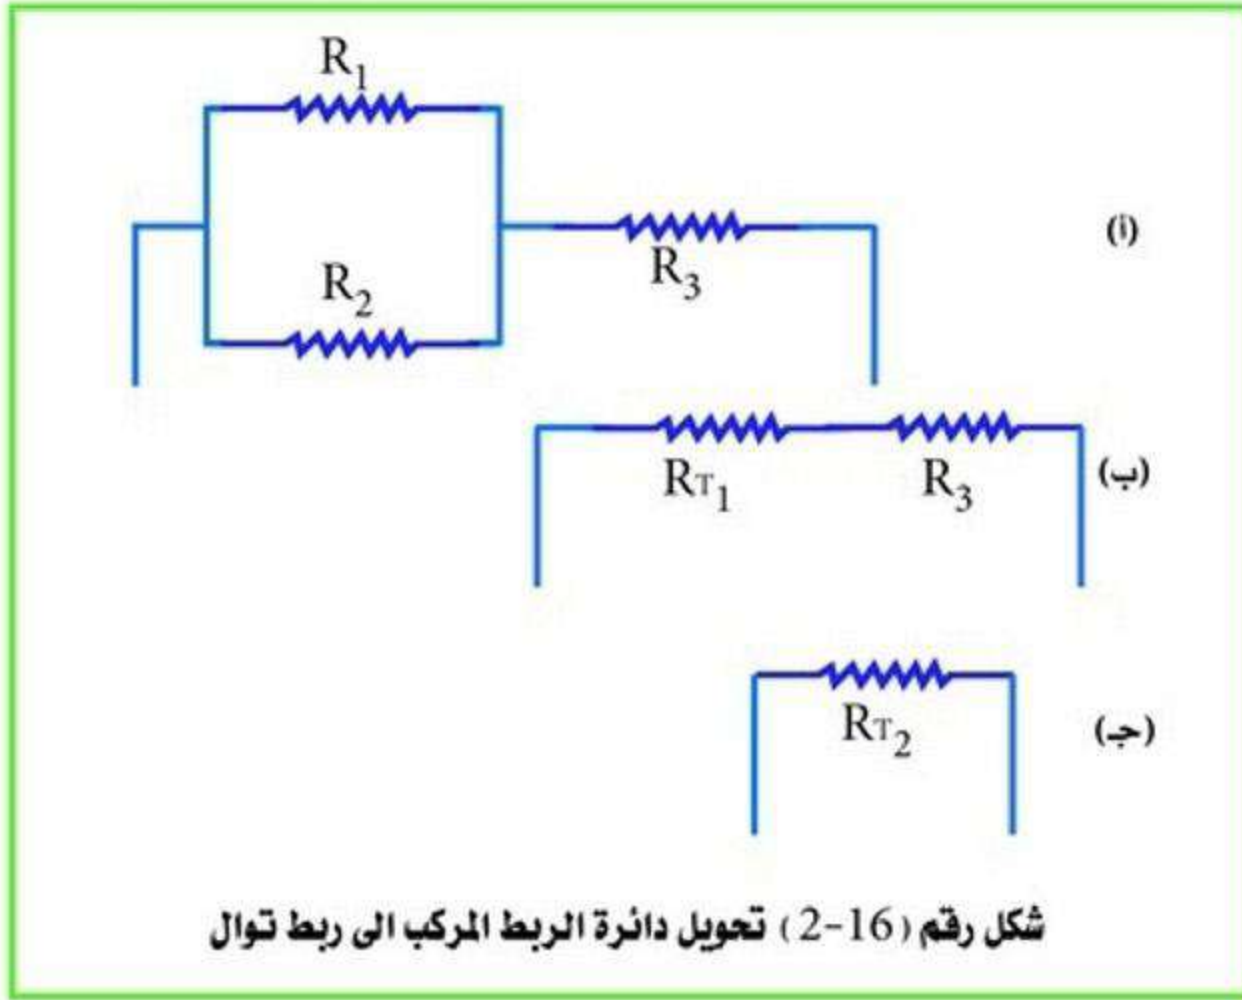 R₁
R₂
R₃
(أ)
RT₁
R₃
(ب)
RT₂
(جـ)
شكل رقم (16-2) تحويل دائرة الربط المركب الى ربط توال